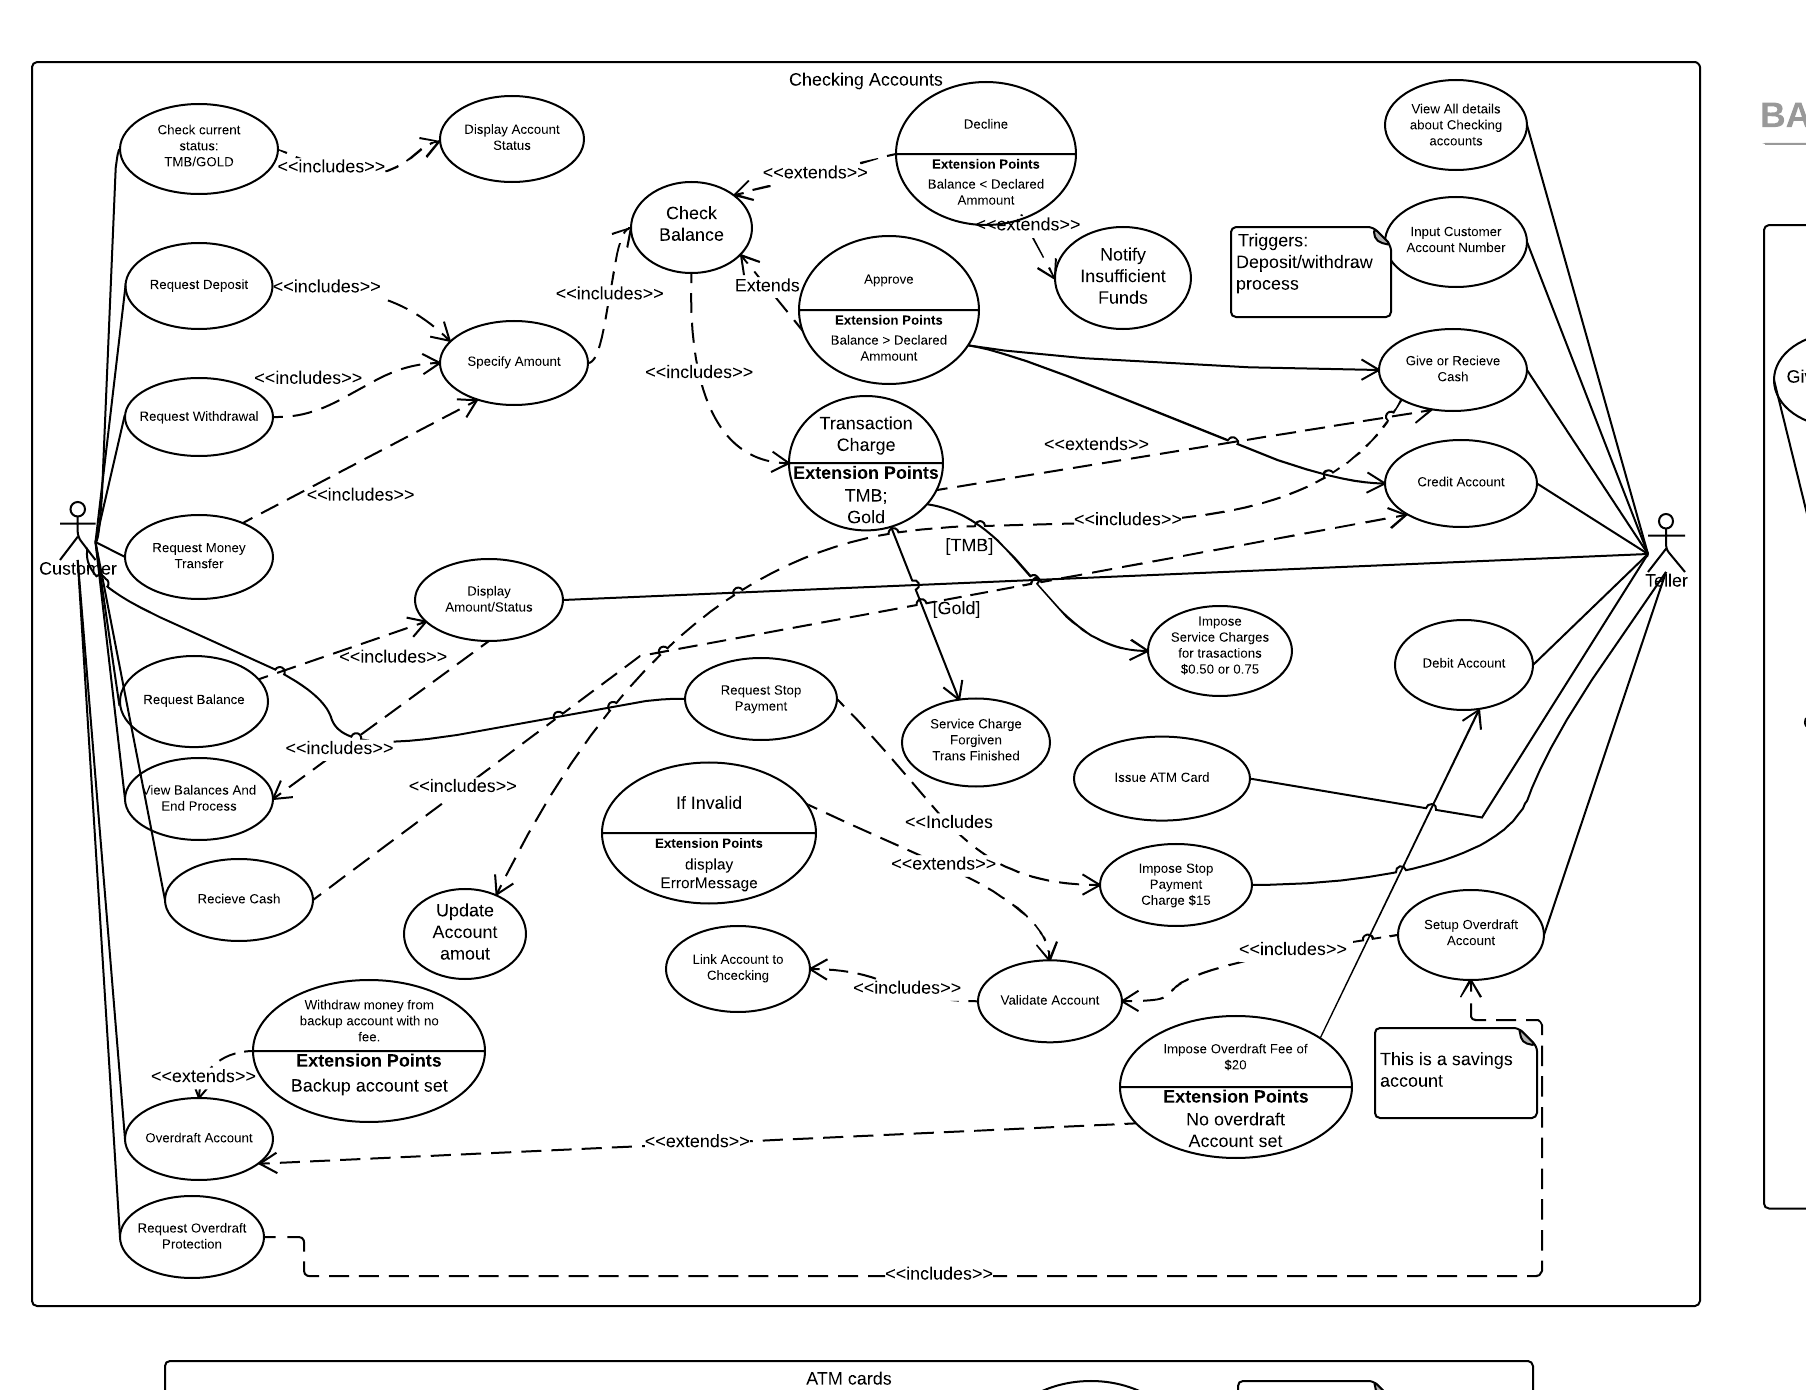 Checking Accounts
Check current
status:
TMB/GOLD
<<includes>>
Display Account
Status
Decline
Extension Points
Balance < Declared
Ammount
<<extends>>
<<extends>>
Notify
Insufficient
Funds
View All details
about Checking
accounts
BA
Check
Balance
Input Customer
Account Number
Triggers:
Deposit/withdraw
process
Request Deposit
<<includes>>
<<includes>>
Extends
Approve
Extension Points
Balance > Declared
Ammount
Specify Amount
<<includes>>
<<includes>>
Give or Recieve
Cash
Giv
Request Withdrawal
Transaction
Charge
Extension Points
TMB;
Gold
<<extends>>
Credit Account
<<includes>>
<<includes>>
[TMB]
Request Money
Transfer
Customer
Teller
Display
Amount/Status
[Gold]
Impose
Service Charges
for trasactions
$0.50 or 0.75
<<includes>>
Debit Account
Request Balance
Request Stop
Payment
Service Charge
Forgiven
Trans Finished
<<includes>>
Issue ATM Card
View Balances And
End Process
<<includes>>
If Invalid
Extension Points
display
ErrorMessage
<<Includes
<<extends>>
Impose Stop
Payment
Charge $15
Recieve Cash
Update
Account
amout
Setup Overdraft
Account
<<includes>>
Link Account to
Chcecking
<<includes>>
Validate Account
Withdraw money from
backup account with no
fee.
Extension Points
Backup account set
<<extends>>
Impose Overdraft Fee of
$20
Extension Points
No overdraft
Account set
This is a savings
account
Overdraft Account
<<extends>>
Request Overdraft
Protection
<<includes>>
ATM cards